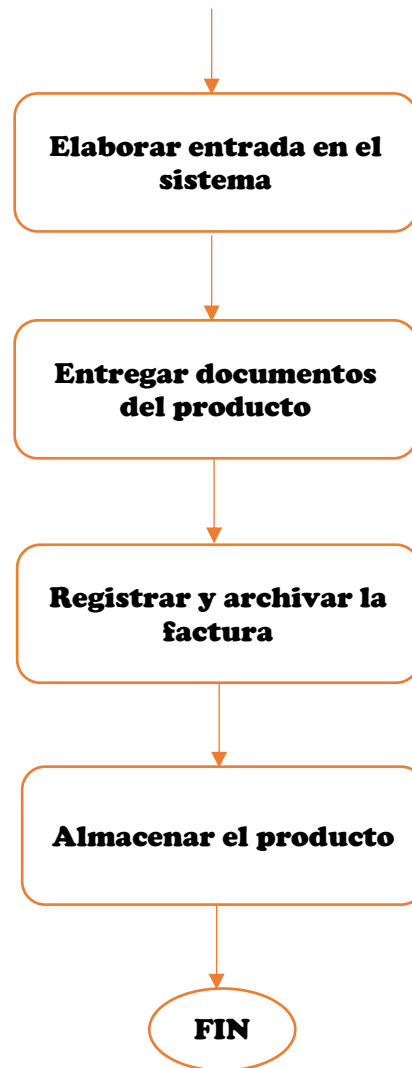 Elaborar entrada en el
sistema
Entregar documentos
del producto
Registrar y archivar la
factura
Almacenar el producto
FIN